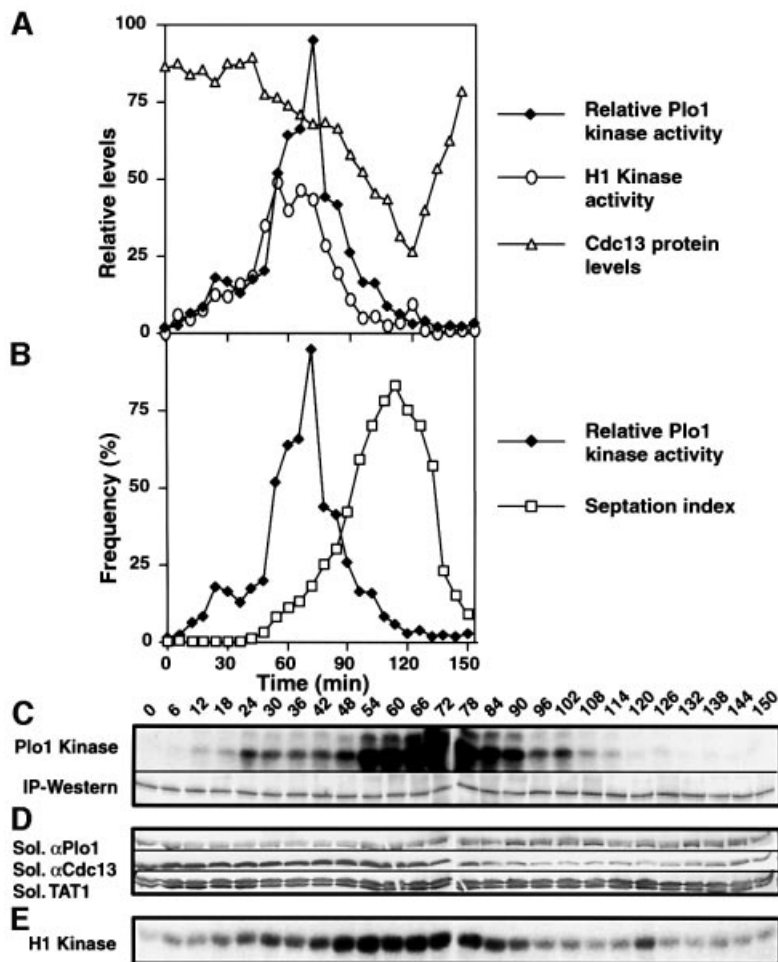 A
100
75
50
25
0
Relative levels
Relative Plo1
kinase activity
H1 Kinase
activity
Cdc13 protein
levels
B
75
50
25
0
Frequency (%)
Relative Plo1
kinase activity
Septation index
0 30 60 90 120 150
Time (min)
C
0 6 12 18 24 30 36 42 48 54 60 66 72 78 84 90 96 102 108 114 120 126 132 138 144 150
Plo1 Kinase
IP-Western
D
Sol. αPlo1
Sol. αCdc13
Sol. TAT1
E
H1 Kinase